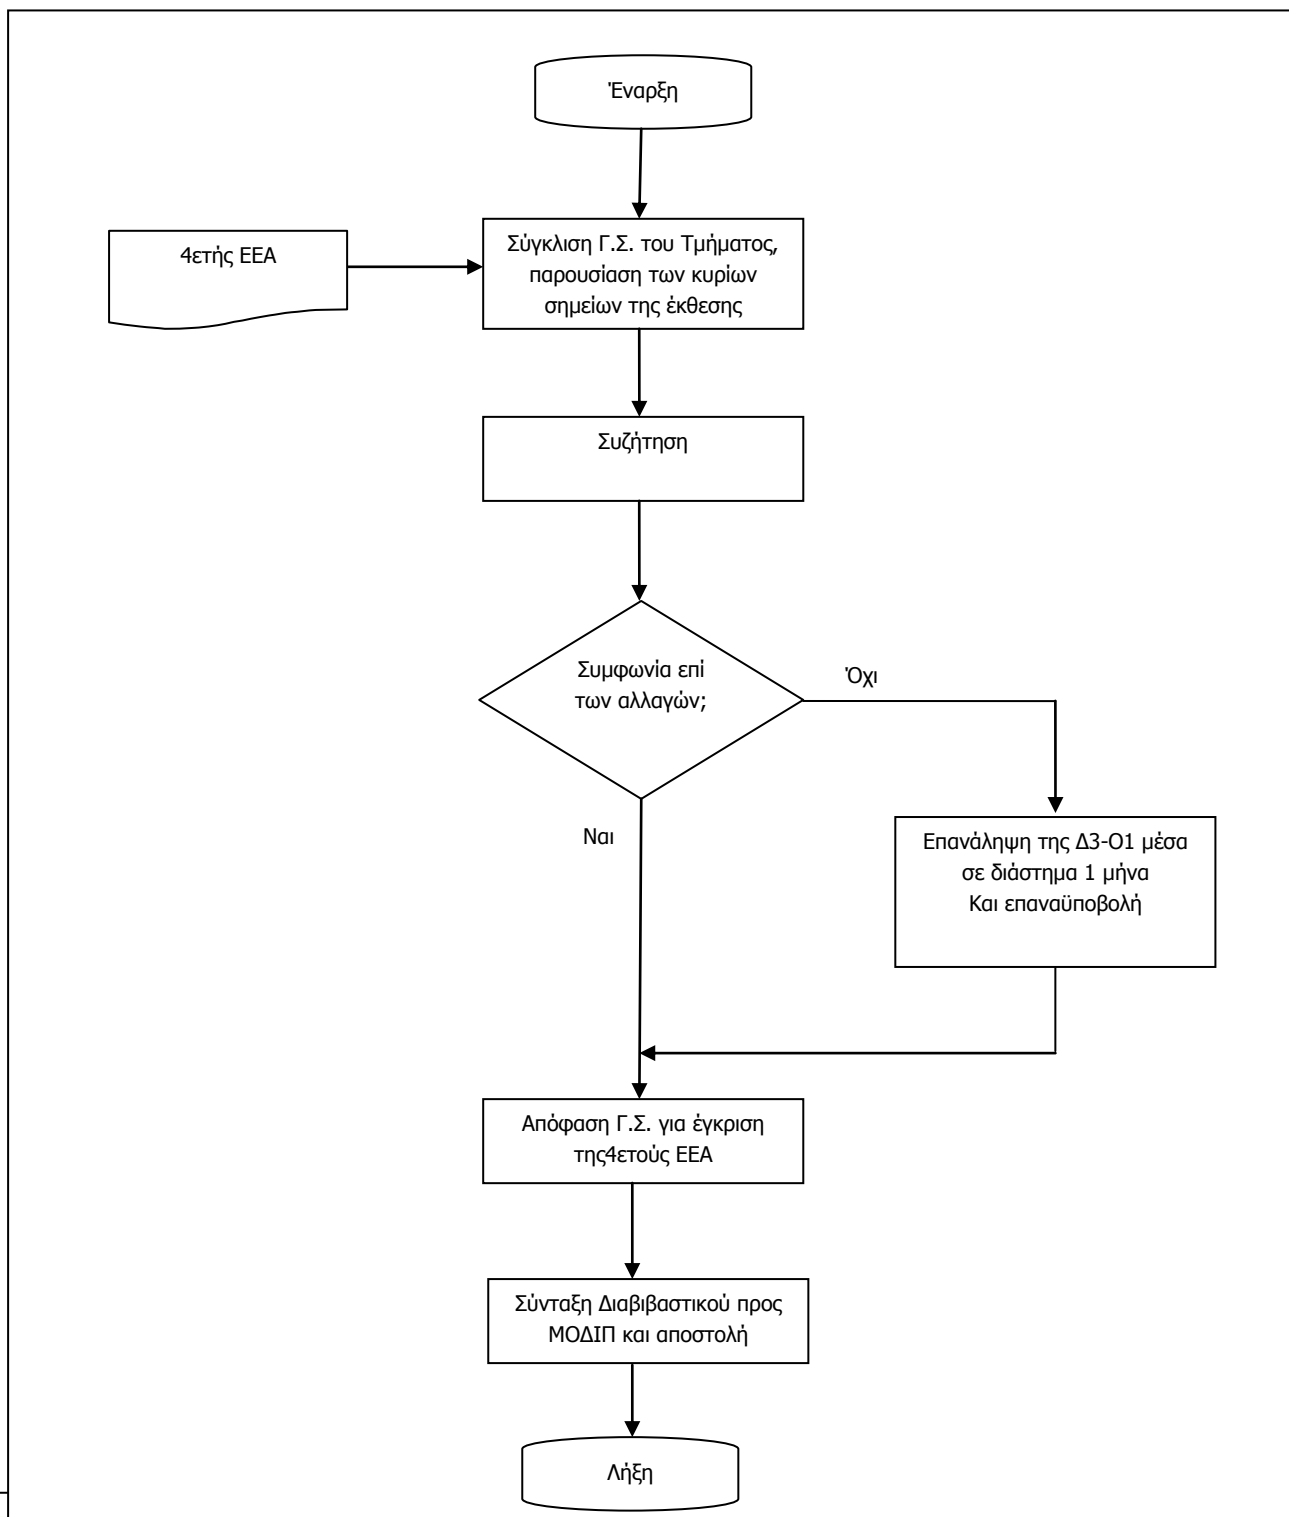 Έναρξη
4ετής ΕΕΑ
Σύγκλιση Γ.Σ. του Τμήματος,
παρουσίαση των κυρίων
σημείων της έκθεσης
Συζήτηση
Συμφωνία επί
των αλλαγών;
Όχι
Ναι
Επανάληψη της Δ3-Ο1 μέσα
σε διάστημα 1 μήνα
Και επαναϋποβολή
Απόφαση Γ.Σ. για έγκριση
της4ετούς ΕΕΑ
Σύνταξη Διαβιβαστικού προς
ΜΟΔΙΠ και αποστολή
Λήξη